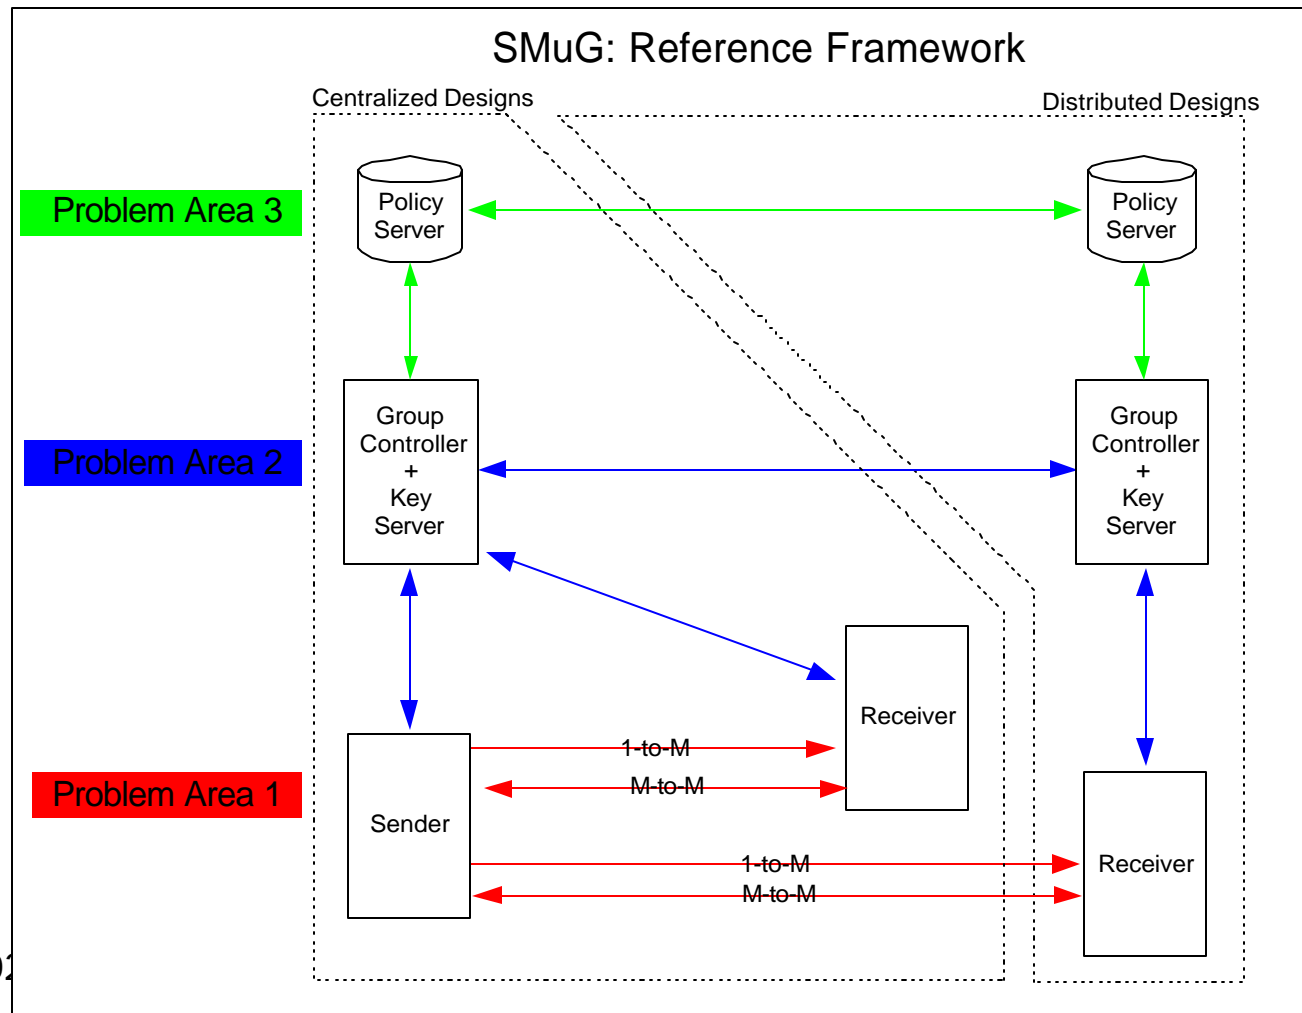 SMuG: Reference Framework
Centralized Designs
Distributed Designs
Problem Area 3
Policy
Server
Policy
Server
Problem Area 2
Group
Controller
+
Key
Server
Group
Controller
+
Key
Server
Receiver
1-to-M
M-to-M
Problem Area 1
Sender
1-to-M
M-to-M
Receiver